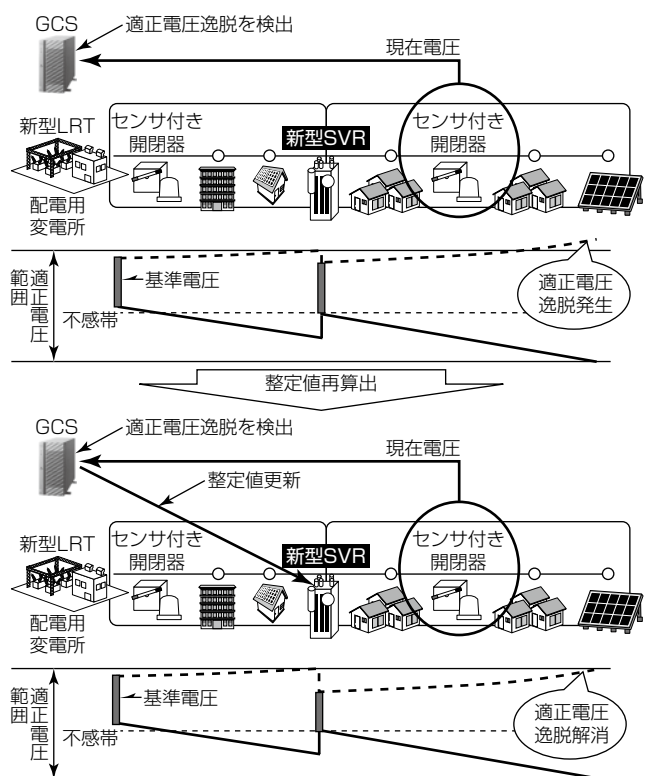 GCS
適正電圧逸脱を検出
現在電圧
新型LRT
センサ付き
開閉器
新型SVR
センサ付き
開閉器
配電用
変電所
適正電圧
範囲
基準電圧
不感帯
適正電圧
逸脱発生
整定値再算出
GCS
適正電圧逸脱を検出
現在電圧
整定値更新
新型LRT
センサ付き
開閉器
新型SVR
センサ付き
開閉器
配電用
変電所
適正電圧
範囲
基準電圧
不感帯
適正電圧
逸脱解消